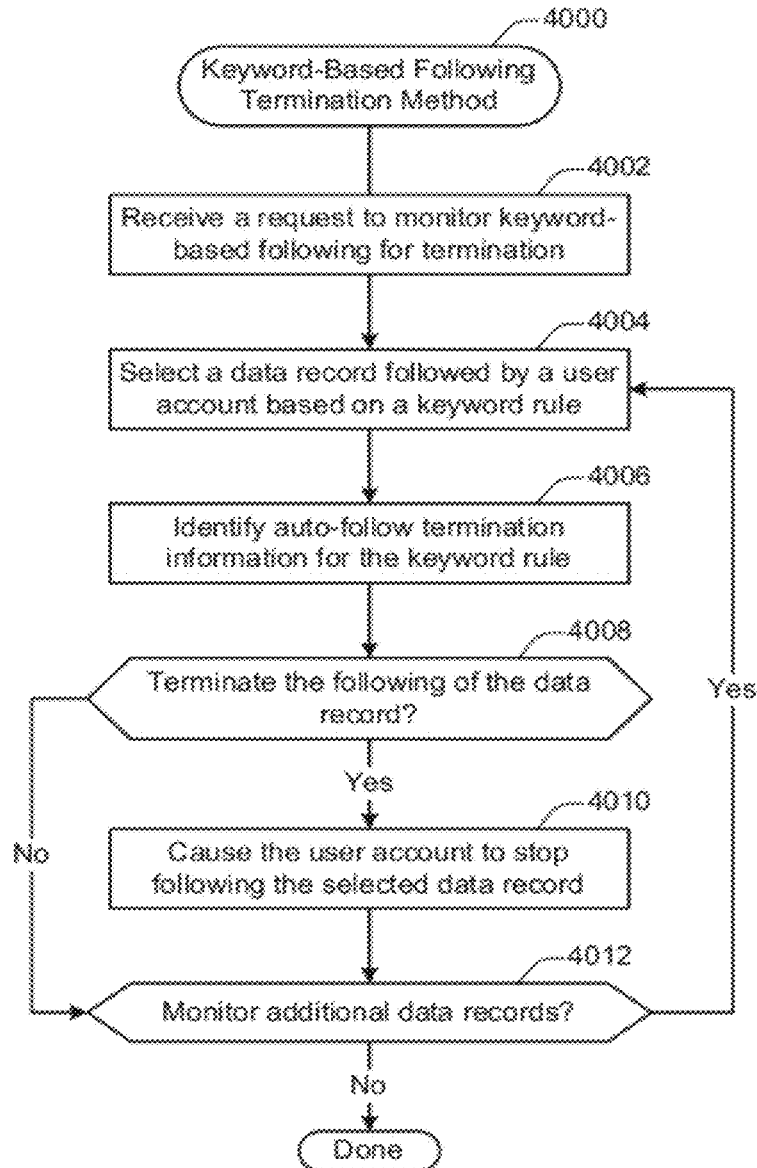 4000
Keyword-Based Following
Termination Method
4002
Receive a request to monitor keyword-
based following for termination
4004
Select a data record followed by a user
account based on a keyword rule
4006
Identify auto-follow termination
information for the keyword rule
4008
Terminate the following of the data
record?
Yes
Yes
4010
No
Cause the user account to stop
following the selected data record
4012
Monitor additional data records?
No
Done